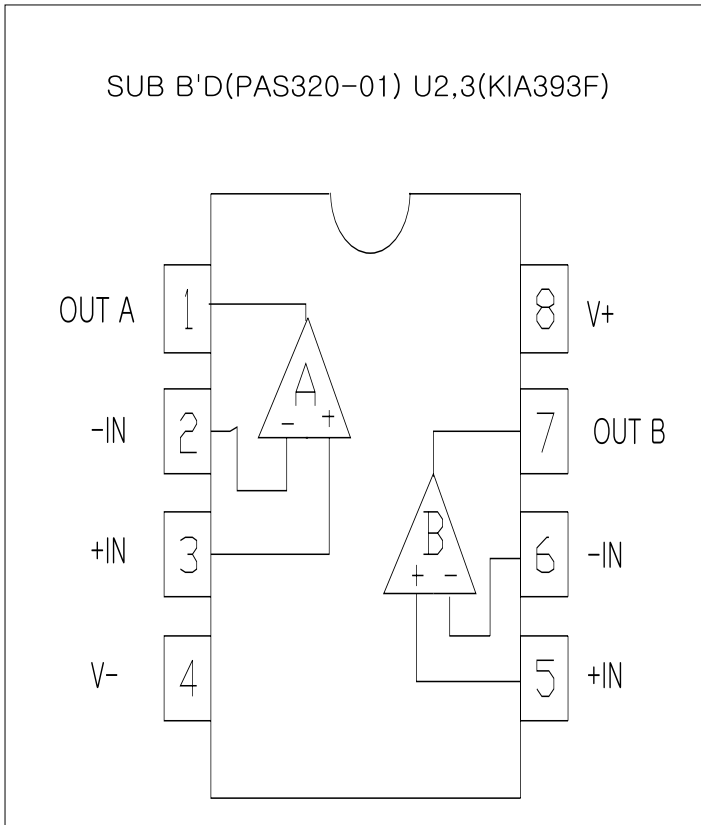 SUB B'D(PAS320-01) U2,3(KIA393F)
OUT A 1 8 V+
A
-IN 2 - + 7 OUT B
B
+IN 3 + - 6 -IN
V- 4 5 +IN